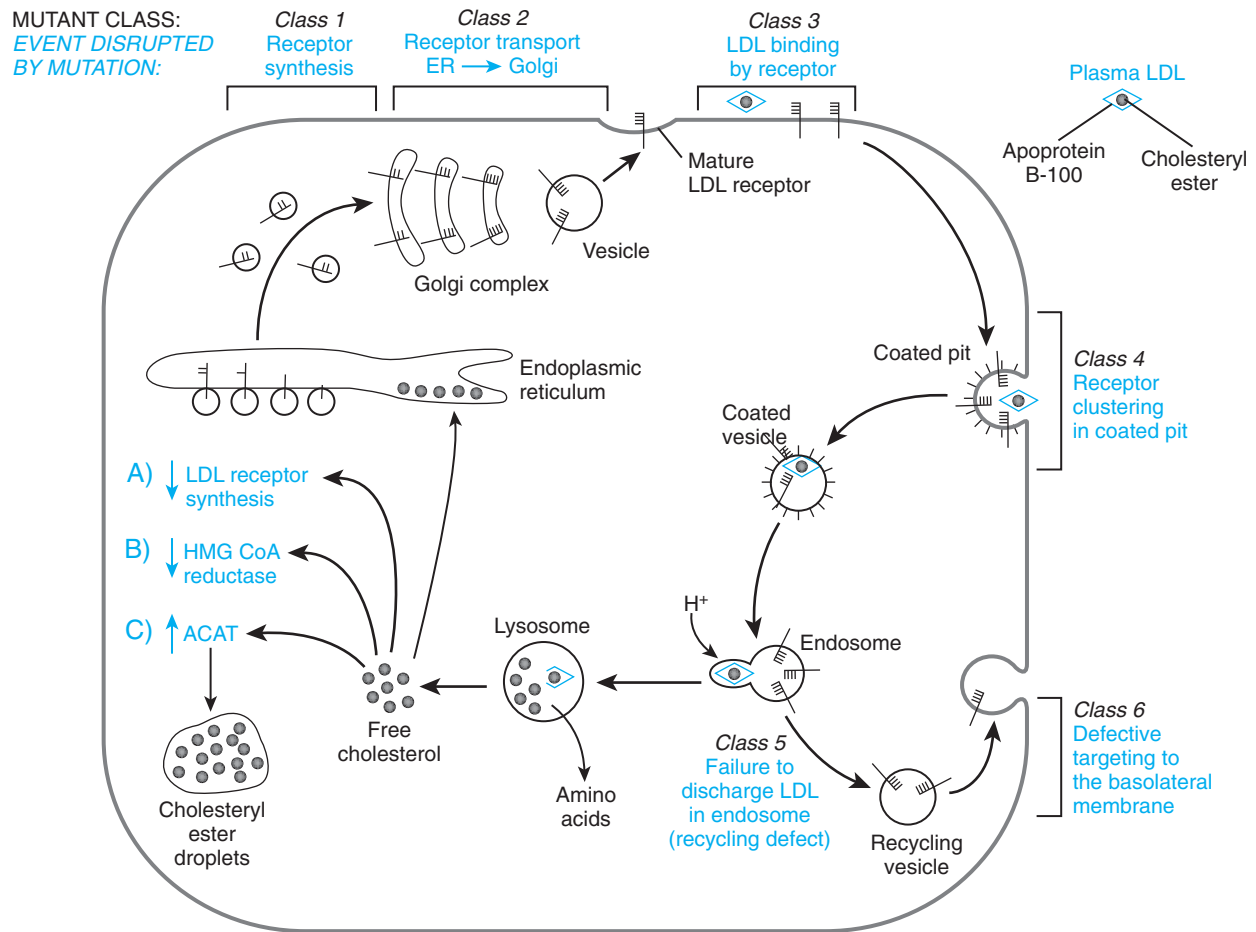 MUTANT CLASS:
EVENT DISRUPTED
BY MUTATION:
Class 1
Receptor
synthesis
Class 2
Receptor transport
ER → Golgi
Class 3
LDL binding
by receptor
Plasma LDL
Apoprotein
B-100
Cholesteryl
ester
Mature
LDL receptor
Vesicle
Golgi complex
Endoplasmic
reticulum
Coated pit
Class 4
Receptor
clustering
in coated pit
Coated
vesicle
A) ↓ LDL receptor
synthesis
B) ↓ HMG CoA
reductase
C) ↑ ACAT
H+
Lysosome
Endosome
Free
cholesterol
Class 5
Failure to
discharge LDL
in endosome
(recycling defect)
Class 6
Defective
targeting to
the basolateral
membrane
Amino
acids
Cholesteryl
ester
droplets
Recycling
vesicle